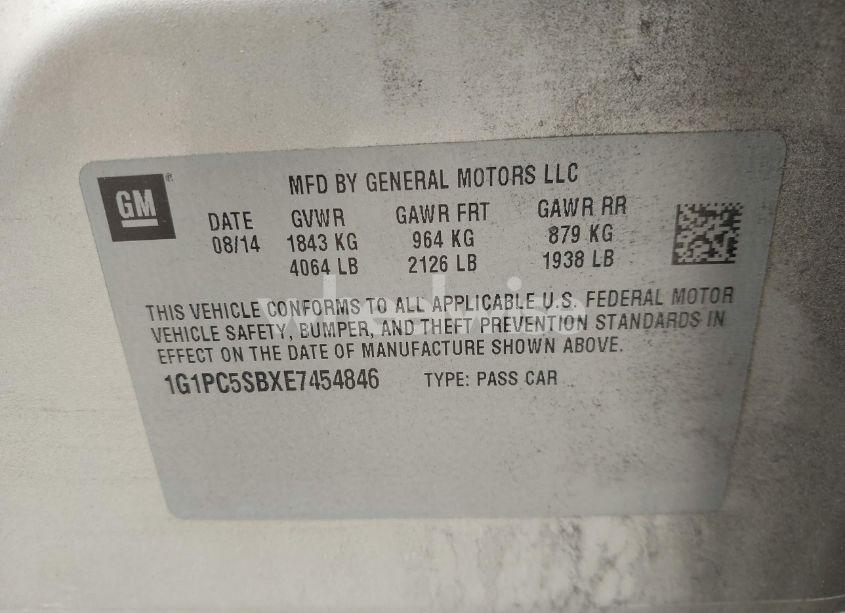 GM
MFD BY GENERAL MOTORS LLC
DATE GVWR GAWR FRT GAWR RR
08/14 1843 KG 964 KG 879 KG
4064 LB 2126 LB 1938 LB
THIS VEHICLE CONFORMS TO ALL APPLICABLE U.S. FEDERAL MOTOR
VEHICLE SAFETY, BUMPER, AND THEFT PREVENTION STANDARDS IN
EFFECT ON THE DATE OF MANUFACTURE SHOWN ABOVE.
1G1PC5SBXE7454846 TYPE: PASS CAR